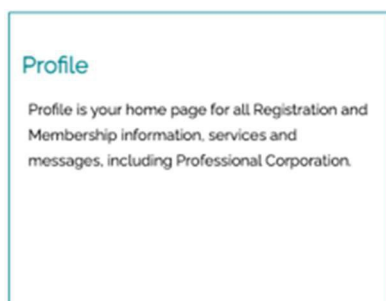 Profile
Profile is your home page for all Registration and
Membership information, services and
messages, including Professional Corporation.